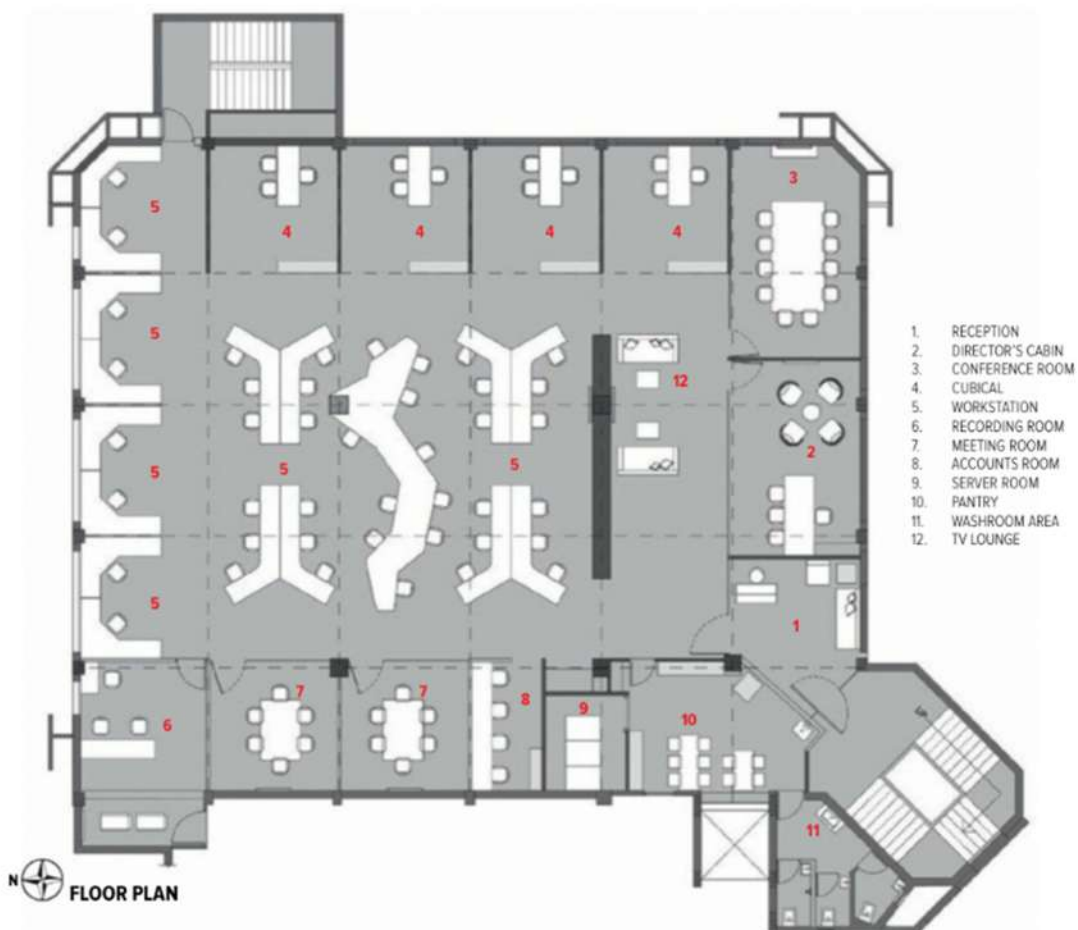 3
5
4
4
4
4
5
12
2
5
5
5
5
1
6
7
7
8
9
10
11
1. RECEPTION
2. DIRECTOR'S CABIN
3. CONFERENCE ROOM
4. CUBICAL
5. WORKSTATION
6. RECORDING ROOM
7. MEETING ROOM
8. ACCOUNTS ROOM
9. SERVER ROOM
10. PANTRY
11. WASHROOM AREA
12. TV LOUNGE
N
FLOOR PLAN